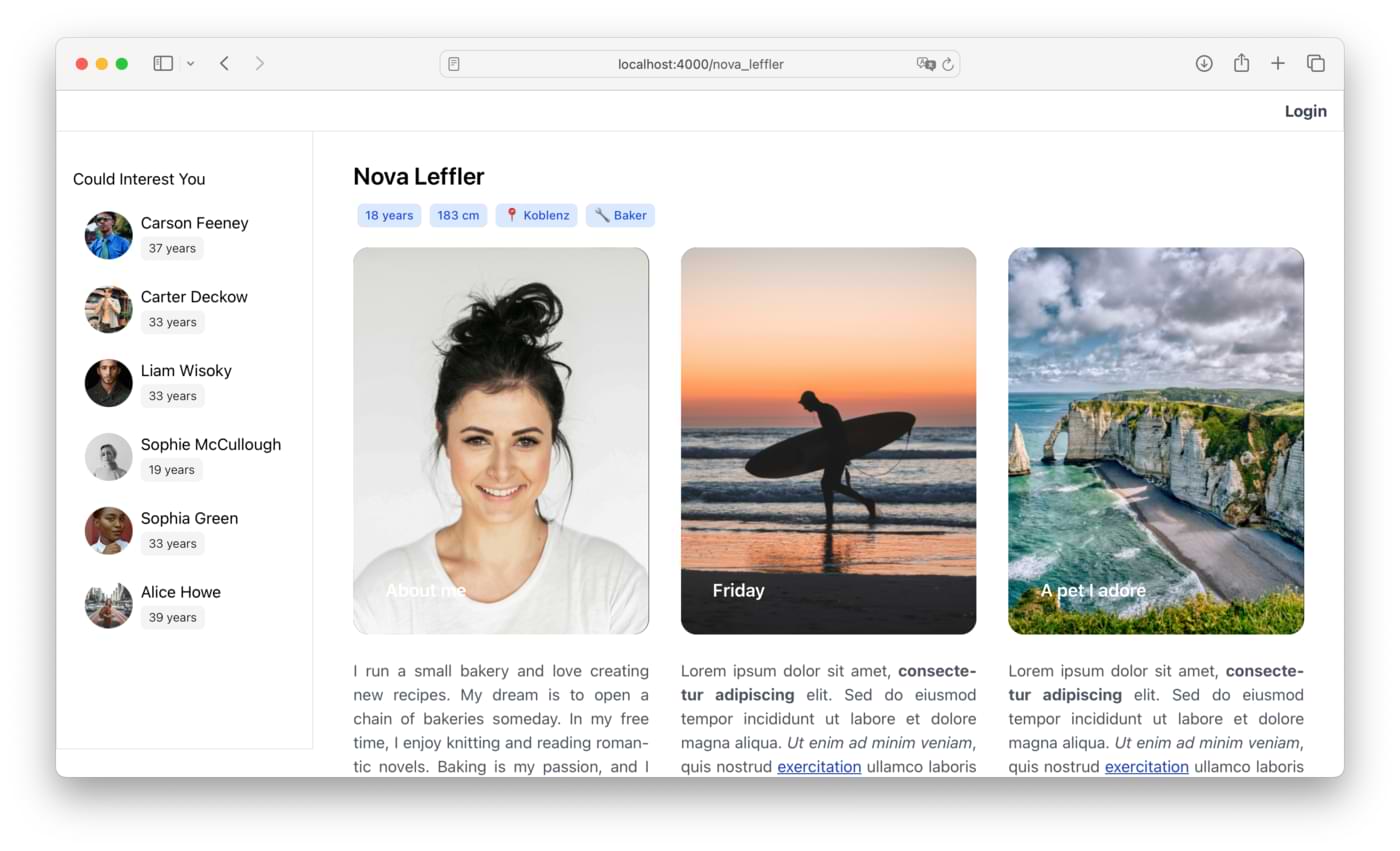 localhost:4000/nova_leffler
Login
Could Interest You
Carson Feeney
37 years
Carter Deckow
33 years
Liam Wisoky
33 years
Sophie McCullough
19 years
Sophia Green
33 years
Alice Howe
39 years
Nova Leffler
18 years 183 cm 📍 Koblenz 🔧 Baker
About me
Friday
A pet I adore
I run a small bakery and love creating
new recipes. My dream is to open a
chain of bakeries someday. In my free
time, I enjoy knitting and reading roman-
tic novels. Baking is my passion, and I
Lorem ipsum dolor sit amet, consecte-
tur adipiscing elit. Sed do eiusmod
tempor incididunt ut labore et dolore
magna aliqua. Ut enim ad minim veniam,
quis nostrud exercitation ullamco laboris
Lorem ipsum dolor sit amet, consecte-
tur adipiscing elit. Sed do eiusmod
tempor incididunt ut labore et dolore
magna aliqua. Ut enim ad minim veniam,
quis nostrud exercitation ullamco laboris